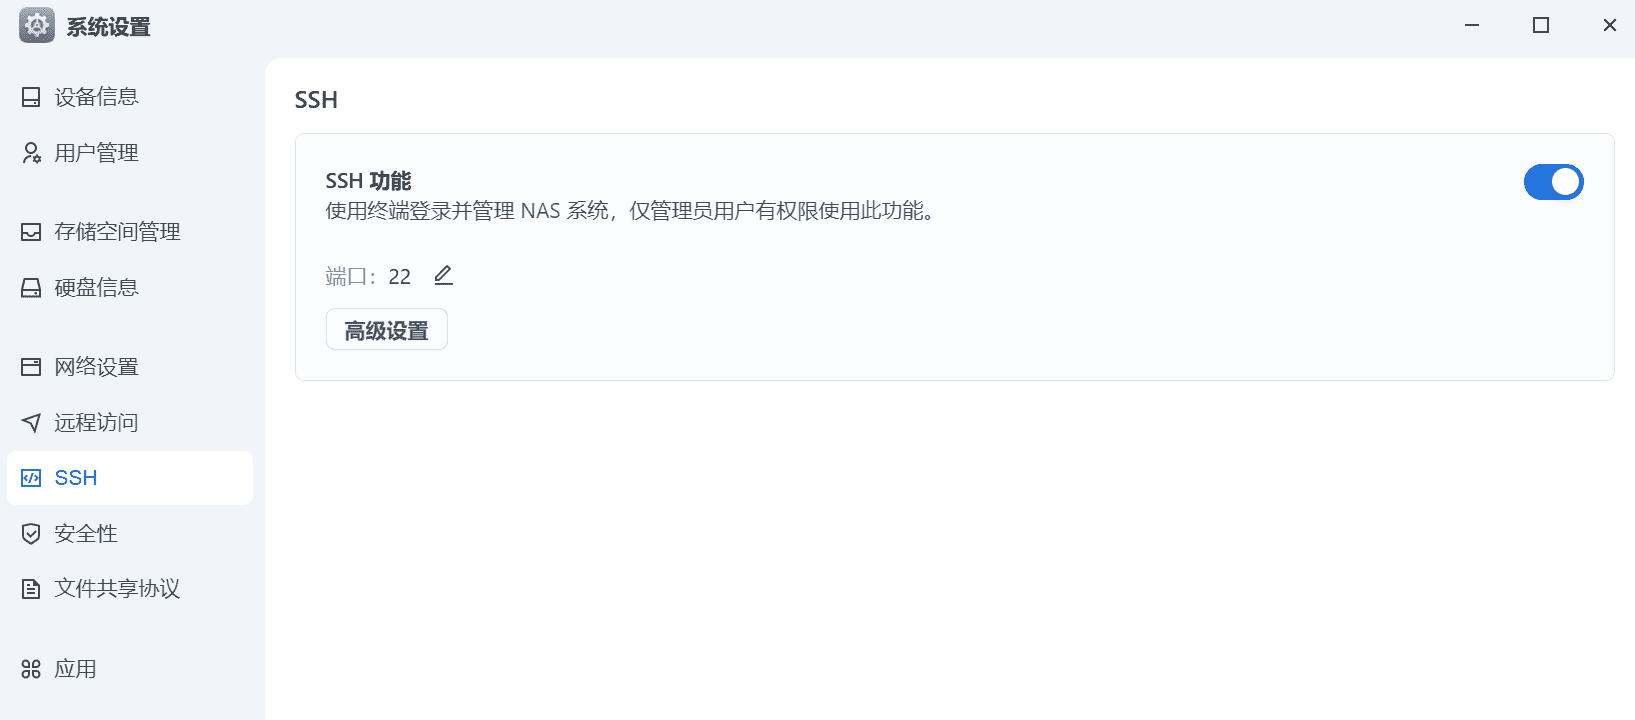 系统设置
设备信息
用户管理
存储空间管理
硬盘信息
网络设置
远程访问
SSH
安全性
文件共享协议
应用
SSH
SSH 功能
使用终端登录并管理 NAS 系统，仅管理员用户有权限使用此功能。
端口：22
高级设置